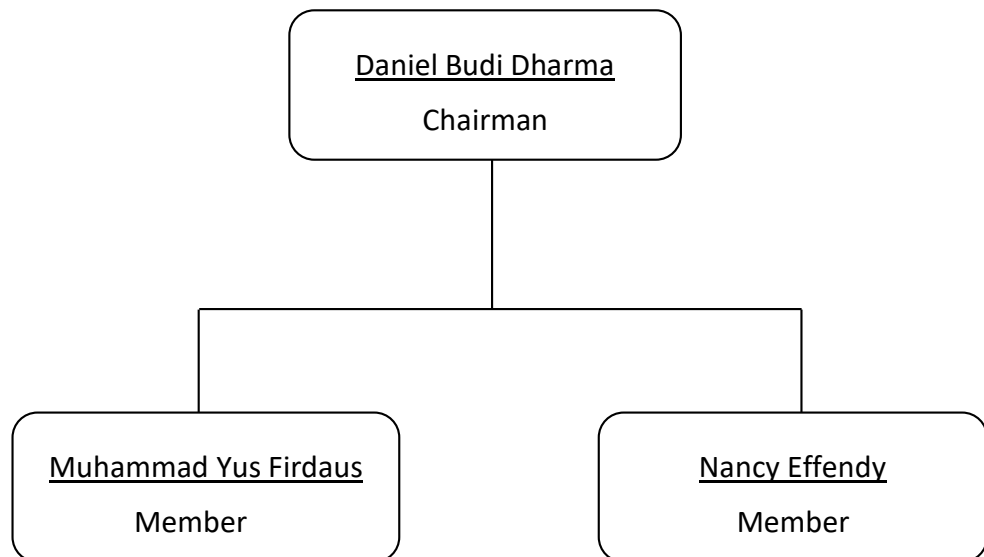 Daniel Budi Dharma
Chairman
Muhammad Yus Firdaus
Member
Nancy Effendy
Member